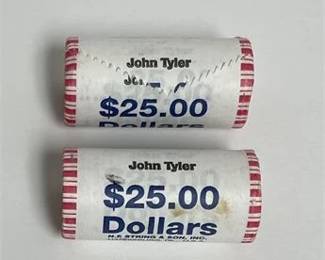 John Tyler
$25.00
Dollars
John Tyler
$25.00
Dollars
N.F. STRING & SON, INC.